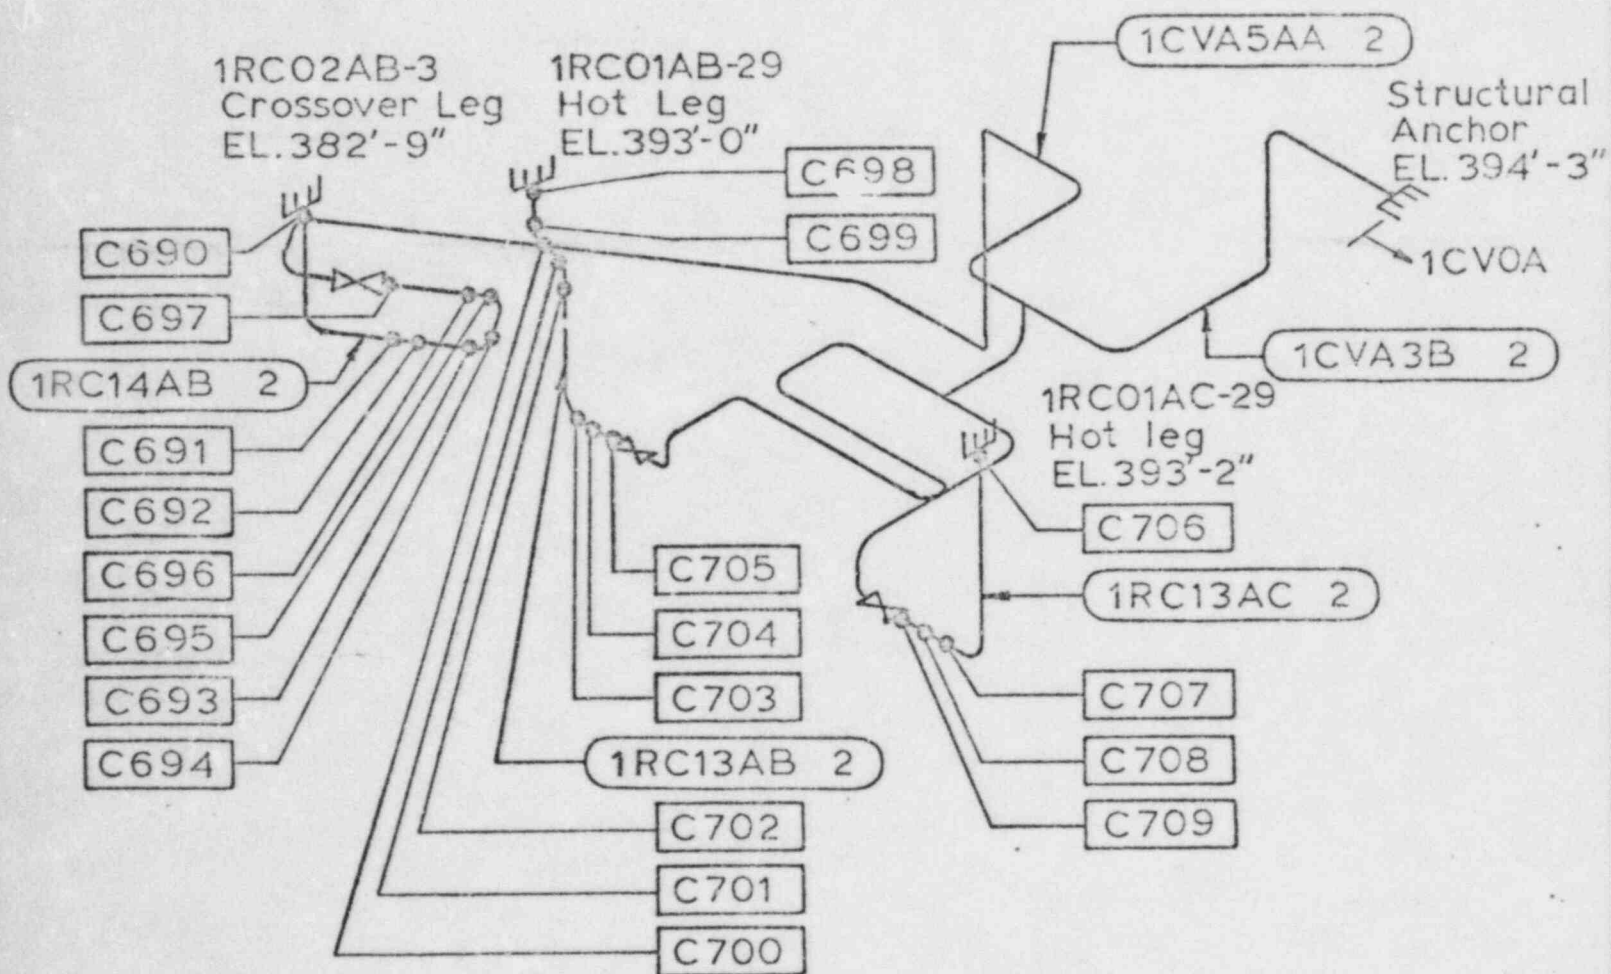 1CVA5AA 2
1RC02AB-3
Crossover Leg
EL.382'-9"
1RC01AB-29
Hot Leg
EL.393'-0"
Structural
Anchor
EL.394'-3"
C698
C699
C690
1CV0A
C697
1CVA3B 2
1RC14AB 2
1RC01AC-29
Hot leg
EL.393'-2"
C691
C692
C706
C696
C705
1RC13AC 2
C695
C704
C693
C703
C707
C694
1RC13AB 2
C708
C702
C709
C701
C700